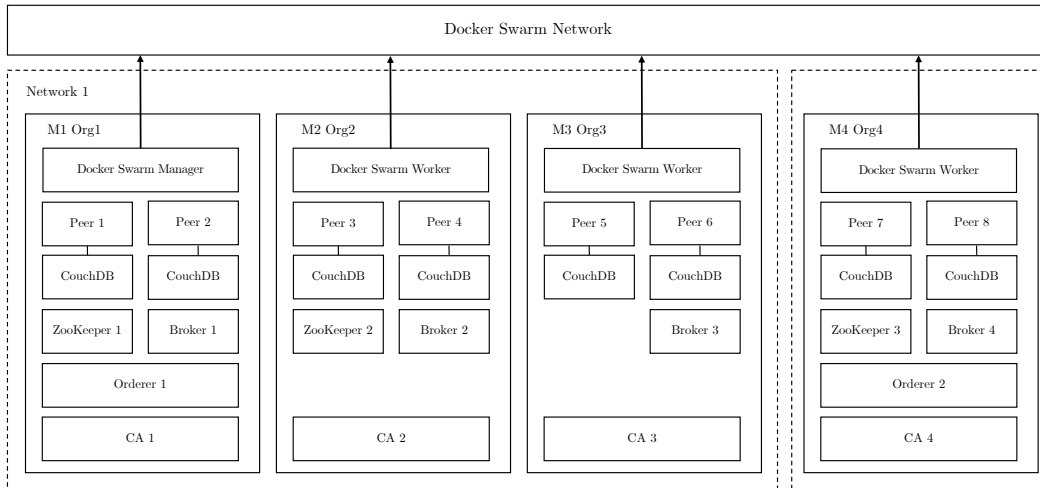 Docker Swarm Network
Network 1
M1 Org1
M2 Org2
M3 Org3
M4 Org4
Docker Swarm Manager
Docker Swarm Worker
Docker Swarm Worker
Docker Swarm Worker
Peer 1
Peer 2
Peer 3
Peer 4
Peer 5
Peer 6
Peer 7
Peer 8
CouchDB
CouchDB
CouchDB
CouchDB
CouchDB
CouchDB
CouchDB
CouchDB
ZooKeeper 1
Broker 1
ZooKeeper 2
Broker 2
Broker 3
ZooKeeper 3
Broker 4
Orderer 1
Orderer 2
CA 1
CA 2
CA 3
CA 4